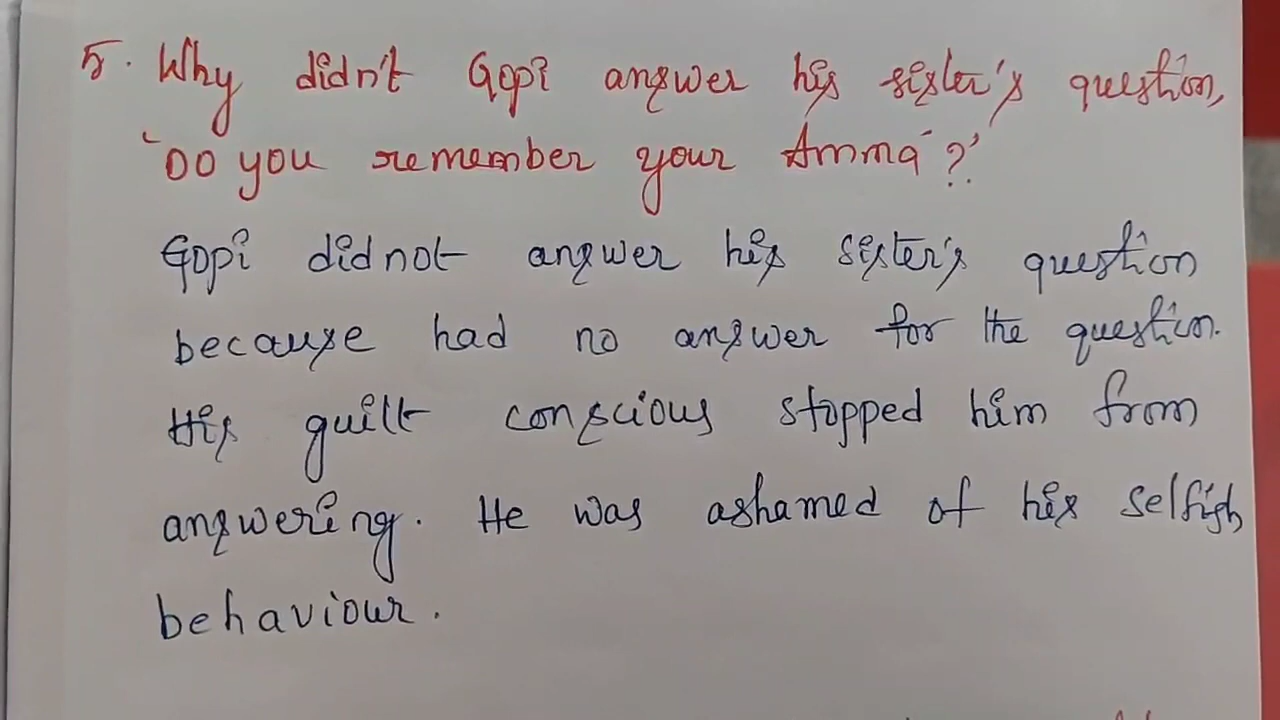 5. Why didn't Gopi answer his sister's question,
'Do you remember your Amma'?'
Gopi did not answer his sister's question
because had no answer for the question.
His guilt conscious stopped him from
answering. He was ashamed of his selfish
behaviour.